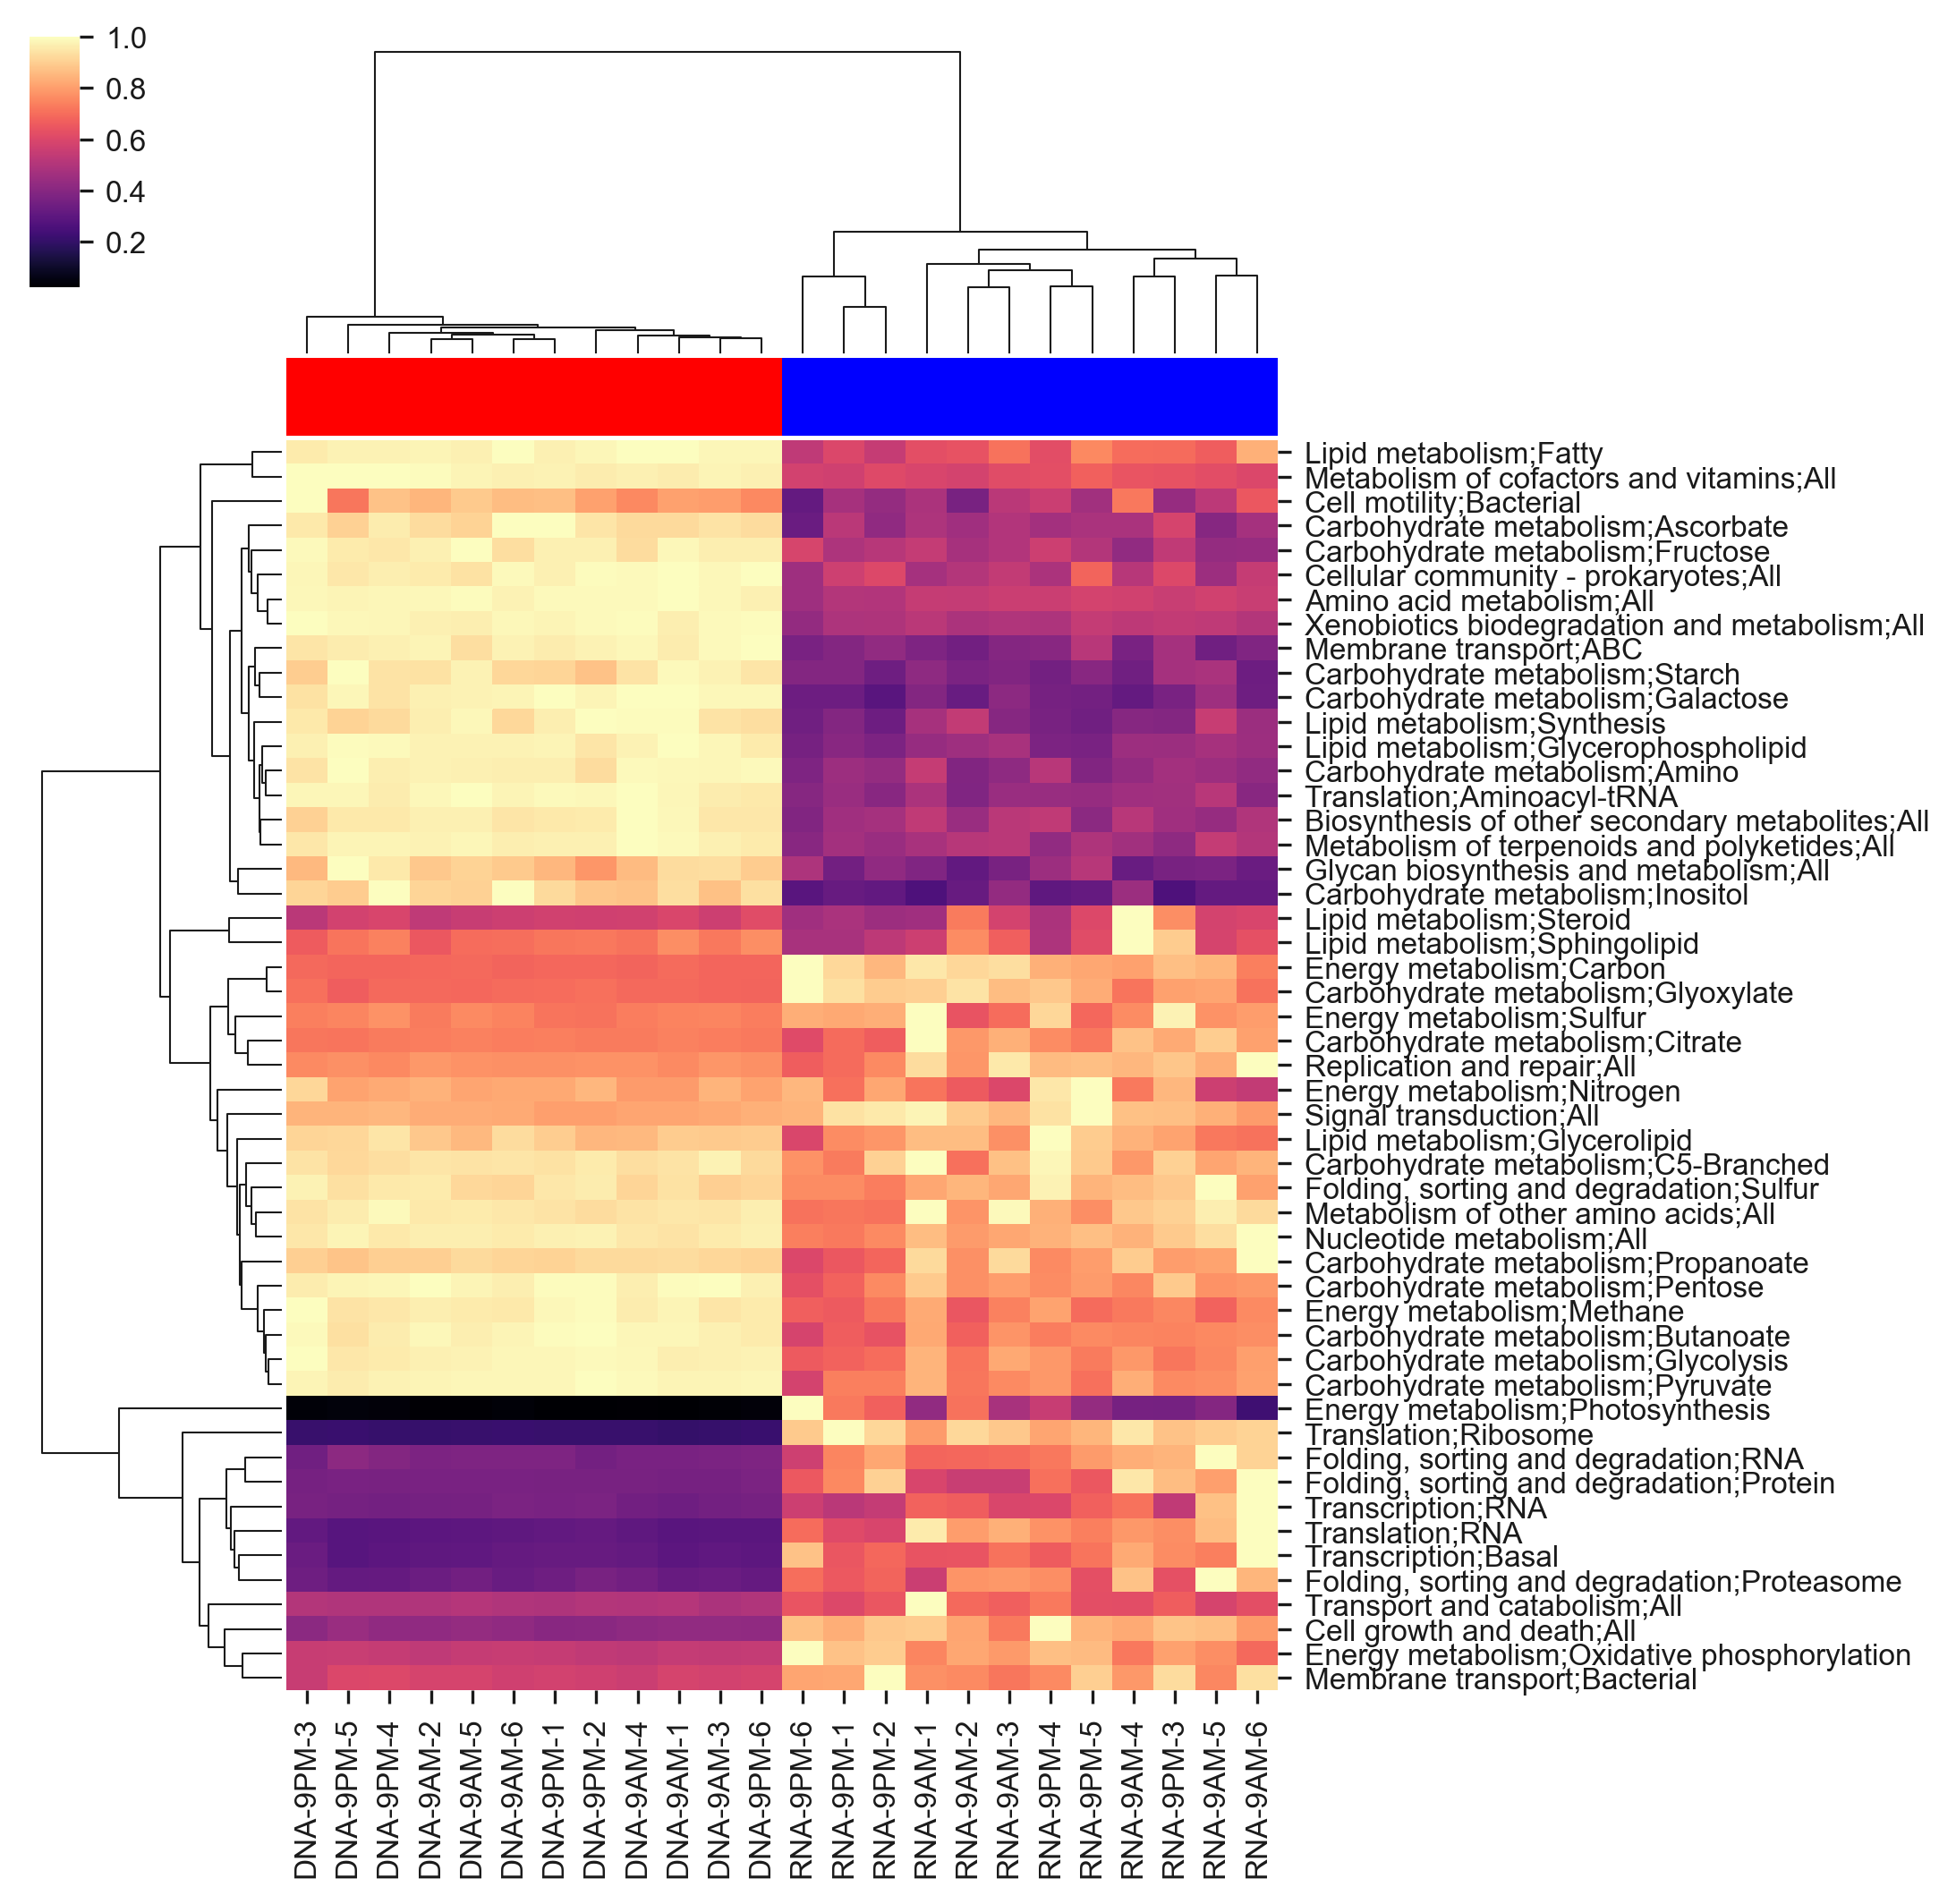 1.0
0.8
0.6
0.4
0.2
Lipid metabolism;Fatty
Metabolism of cofactors and vitamins;All
Cell motility;Bacterial
Carbohydrate metabolism;Ascorbate
Carbohydrate metabolism;Fructose
Cellular community - prokaryotes;All
Amino acid metabolism;All
Xenobiotics biodegradation and metabolism;All
Membrane transport;ABC
Carbohydrate metabolism;Starch
Carbohydrate metabolism;Galactose
Lipid metabolism;Synthesis
Lipid metabolism;Glycerophospholipid
Carbohydrate metabolism;Amino
Translation;Aminoacyl-tRNA
Biosynthesis of other secondary metabolites;All
Metabolism of terpenoids and polyketides;All
Glycan biosynthesis and metabolism;All
Carbohydrate metabolism;Inositol
Lipid metabolism;Steroid
Lipid metabolism;Sphingolipid
Energy metabolism;Carbon
Carbohydrate metabolism;Glyoxylate
Energy metabolism;Sulfur
Carbohydrate metabolism;Citrate
Replication and repair;All
Energy metabolism;Nitrogen
Signal transduction;All
Lipid metabolism;Glycerolipid
Carbohydrate metabolism;C5-Branched
Folding, sorting and degradation;Sulfur
Metabolism of other amino acids;All
Nucleotide metabolism;All
Carbohydrate metabolism;Propanoate
Carbohydrate metabolism;Pentose
Energy metabolism;Methane
Carbohydrate metabolism;Butanoate
Carbohydrate metabolism;Glycolysis
Carbohydrate metabolism;Pyruvate
Energy metabolism;Photosynthesis
Translation;Ribosome
Folding, sorting and degradation;RNA
Folding, sorting and degradation;Protein
Transcription;RNA
Translation;RNA
Transcription;Basal
Folding, sorting and degradation;Proteasome
Transport and catabolism;All
Cell growth and death;All
Energy metabolism;Oxidative phosphorylation
Membrane transport;Bacterial
DNA-9PM-3
DNA-9PM-5
DNA-9PM-4
DNA-9AM-2
DNA-9AM-5
DNA-9AM-6
DNA-9PM-1
DNA-9PM-2
DNA-9AM-4
DNA-9AM-1
DNA-9AM-3
DNA-9PM-6
RNA-9PM-6
RNA-9PM-1
RNA-9PM-2
RNA-9AM-1
RNA-9AM-2
RNA-9AM-3
RNA-9PM-4
RNA-9PM-5
RNA-9AM-4
RNA-9PM-3
RNA-9AM-5
RNA-9AM-6